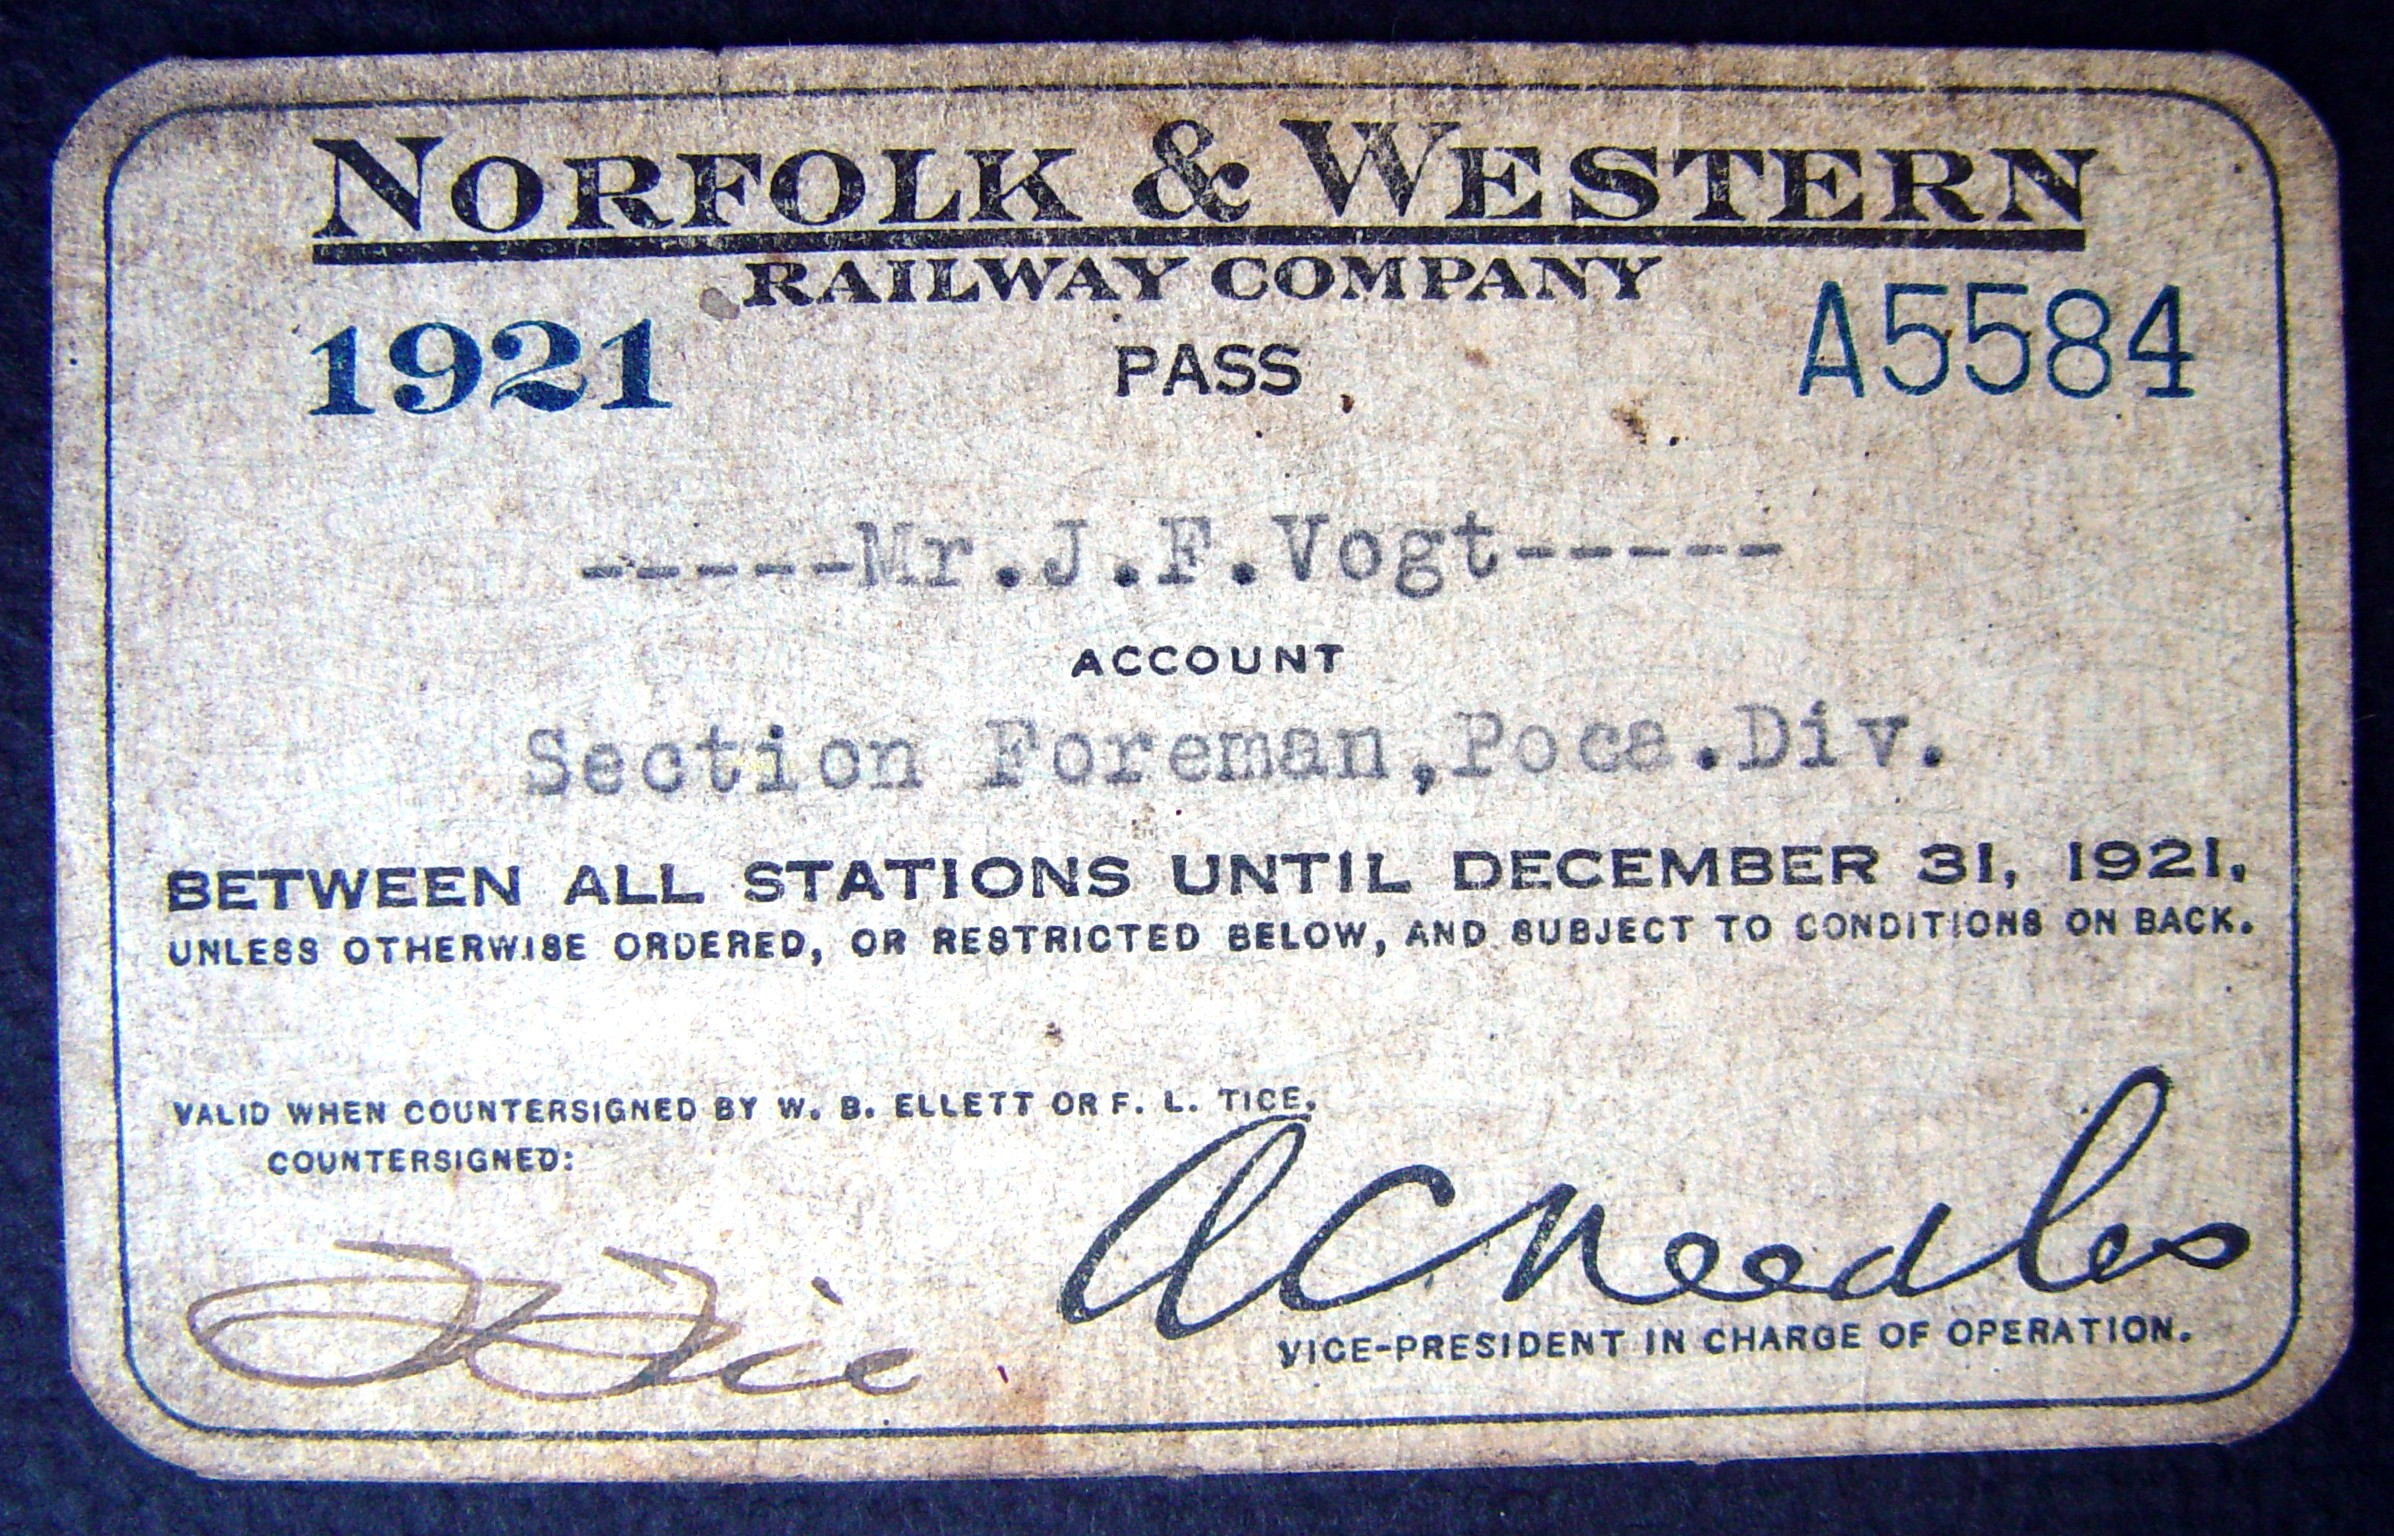 NORFOLK & WESTERN
RAILWAY COMPANY
1921 PASS A5584
-----Mr.J.F.Vogt-----
ACCOUNT
Section Foreman,Poca.Div.
BETWEEN ALL STATIONS UNTIL DECEMBER 31, 1921,
UNLESS OTHERWISE ORDERED, OR RESTRICTED BELOW, AND SUBJECT TO CONDITIONS ON BACK.
VALID WHEN COUNTERSIGNED BY W. B. ELLETT OR F. L. TICE.
COUNTERSIGNED:
F L Tice
A C Needles
VICE-PRESIDENT IN CHARGE OF OPERATION.